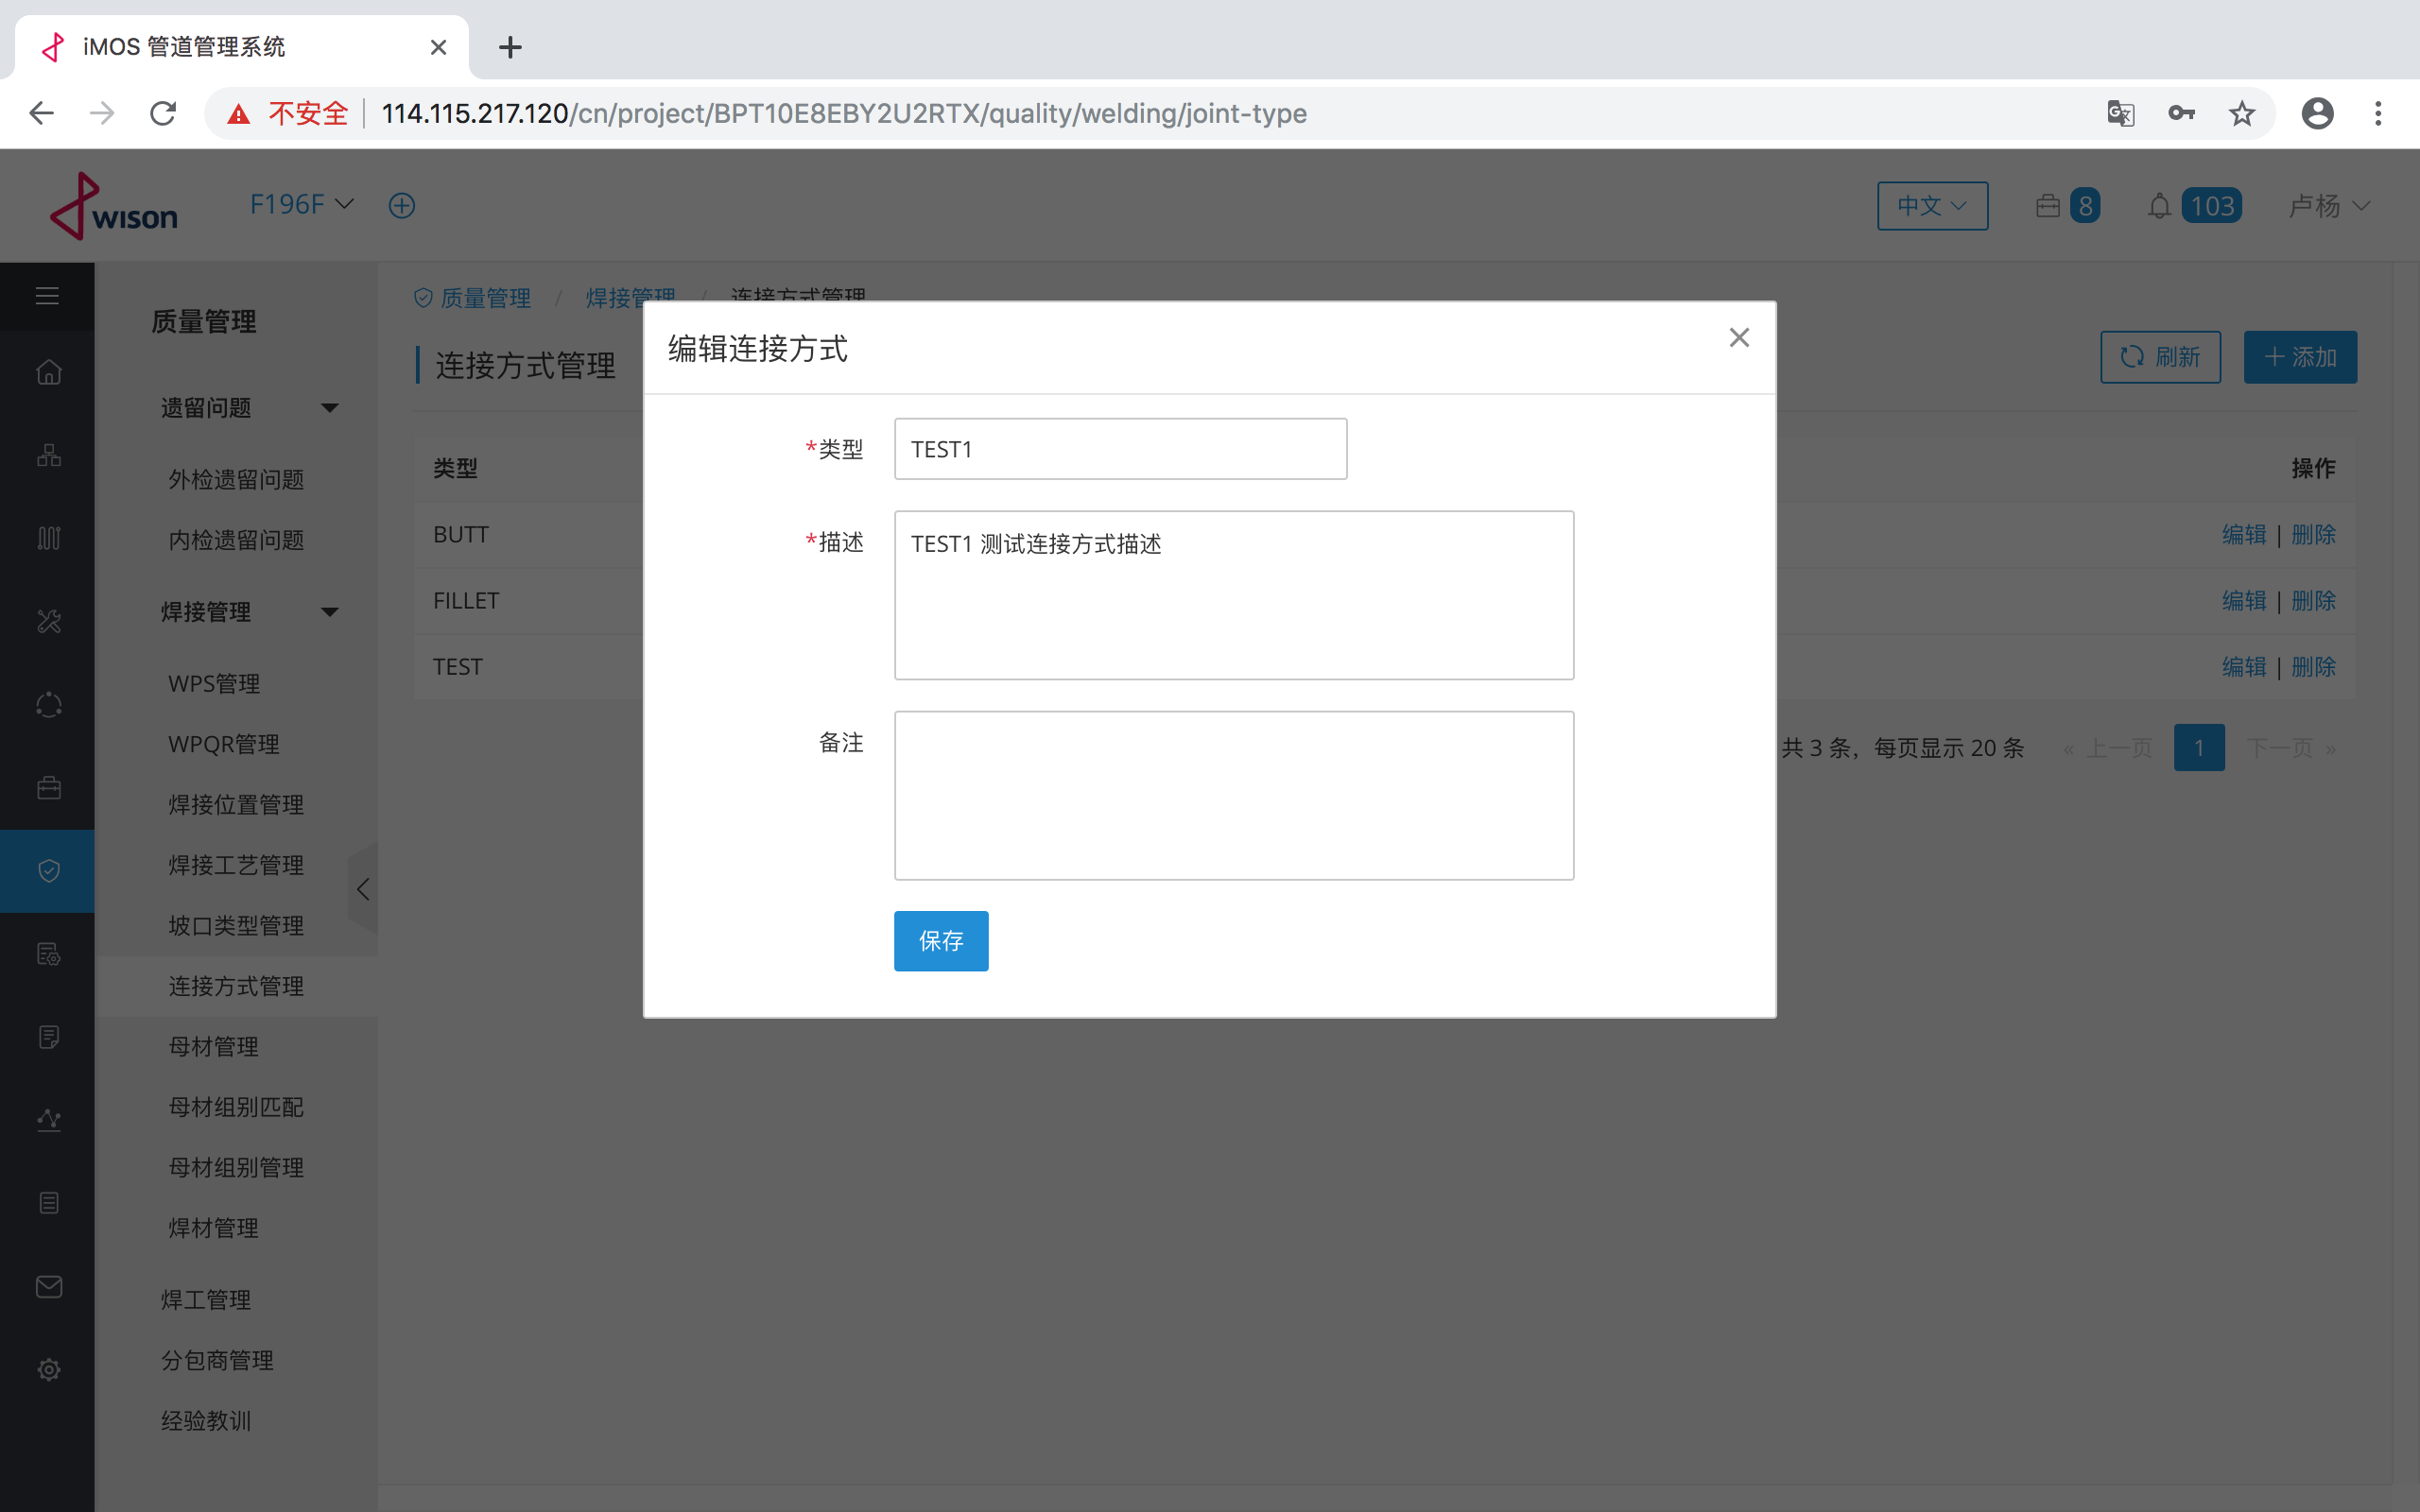 iMOS 管道管理系统
不安全 114.115.217.120/cn/project/BPT10E8EBY2U2RTX/quality/welding/joint-type
wison
F196F
中文
8
103
卢杨
质量管理
遗留问题
外检遗留问题
内检遗留问题
焊接管理
WPS管理
WPQR管理
焊接位置管理
焊接工艺管理
坡口类型管理
连接方式管理
母材管理
母材组别匹配
母材组别管理
焊材管理
焊工管理
分包商管理
经验教训
质量管理 / 焊接管理 / 连接方式管理
连接方式管理
刷新
添加
类型
操作
BUTT
编辑 | 删除
FILLET
编辑 | 删除
TEST
编辑 | 删除
共 3 条，每页显示 20 条 « 上一页 1 下一页 »
编辑连接方式
*类型
TEST1
*描述
TEST1 测试连接方式描述
备注
保存